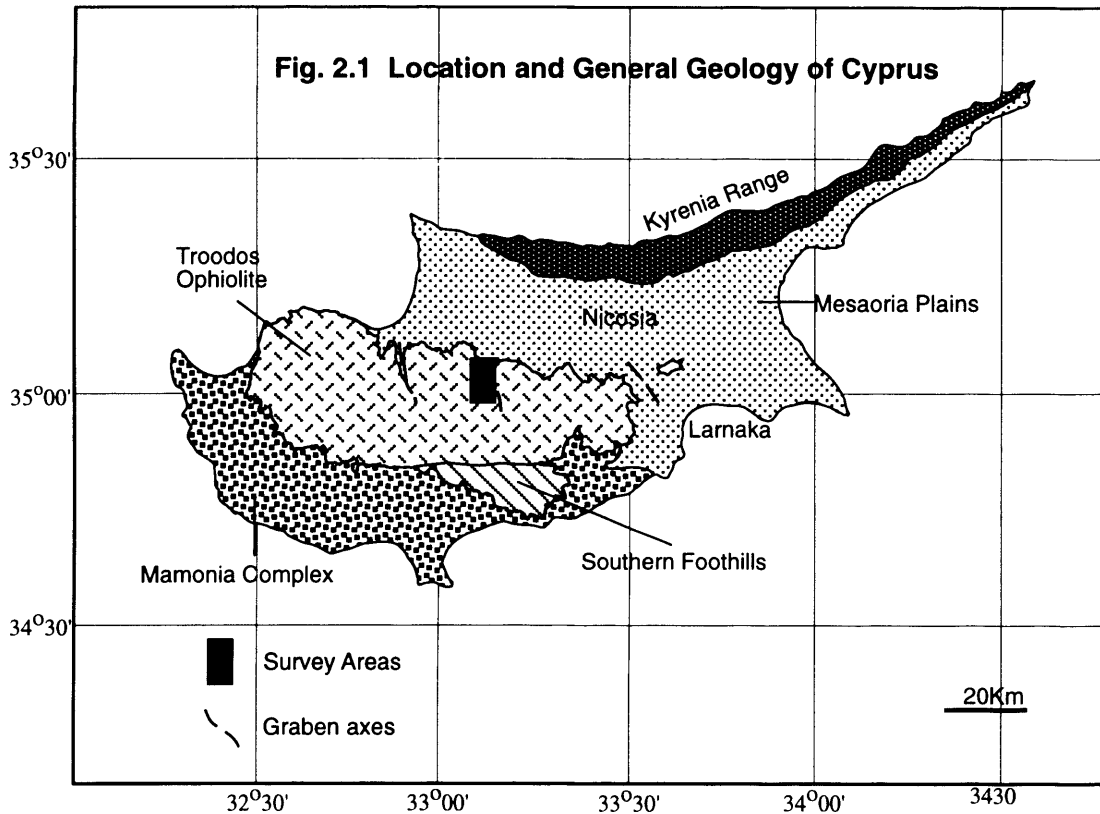 Fig. 2.1 Location and General Geology of Cyprus
35°30'
Kyrenia Range
Troodos
Ophiolite
Nicosia
Mesaoria Plains
35°00'
Larnaka
Southern Foothills
Mamonia Complex
34°30'
Survey Areas
20Km
Graben axes
32°30'
33°00'
33°30'
34°00'
3430